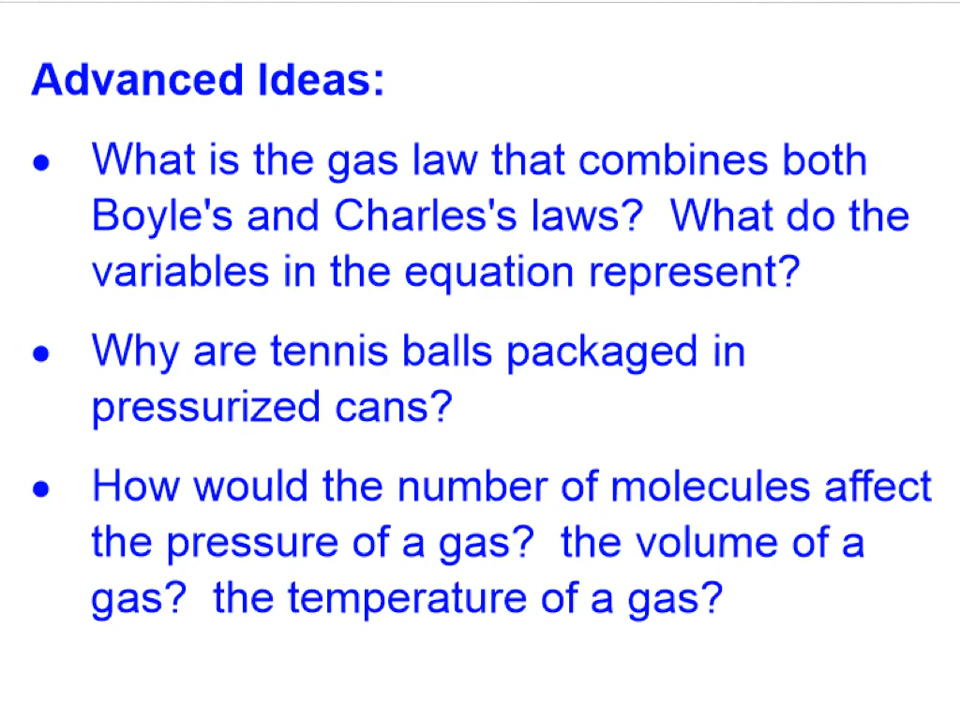 Advanced Ideas:
• What is the gas law that combines both
Boyle's and Charles's laws?  What do the
variables in the equation represent?
• Why are tennis balls packaged in
pressurized cans?
• How would the number of molecules affect
the pressure of a gas?  the volume of a
gas?  the temperature of a gas?